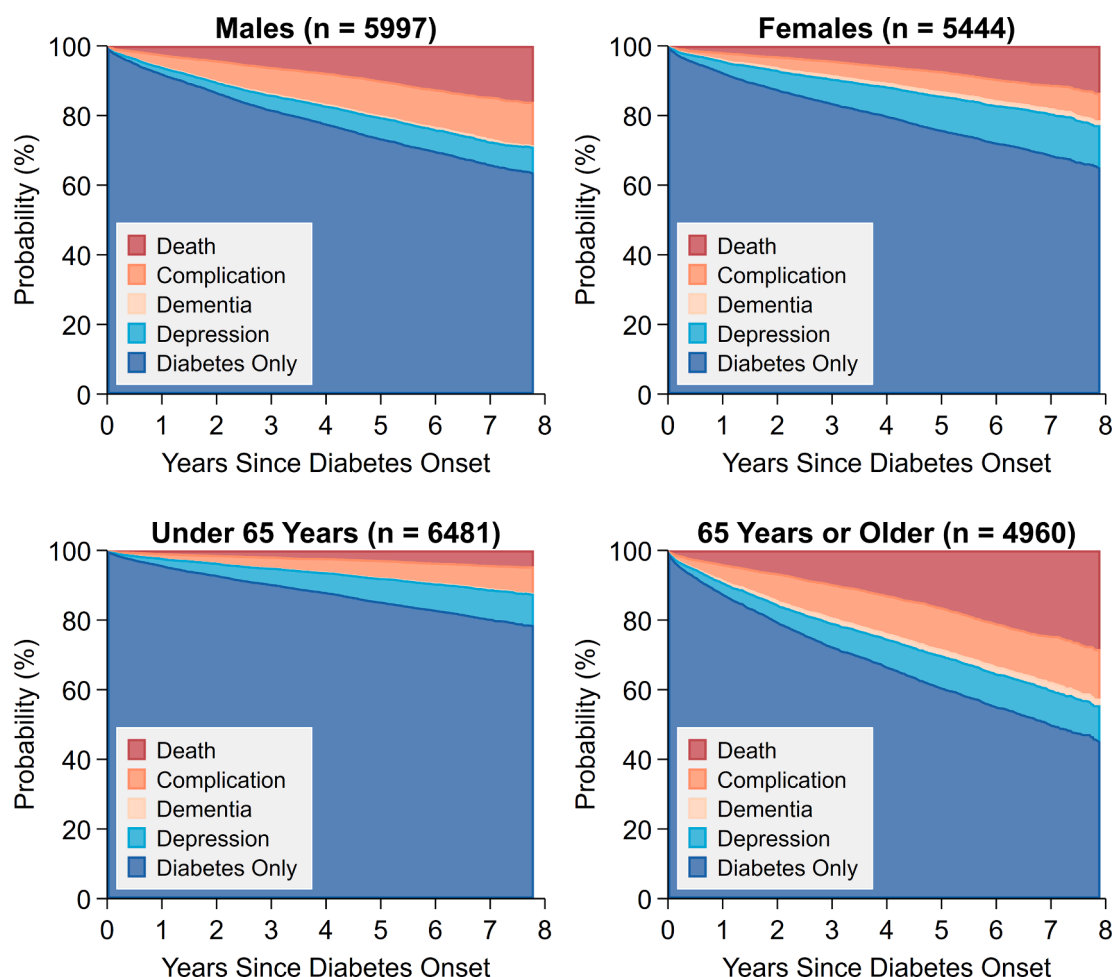 Males (n = 5997)
Probability (%)
100
80
60
40
20
0
Death
Complication
Dementia
Depression
Diabetes Only
0 1 2 3 4 5 6 7 8
Years Since Diabetes Onset
Females (n = 5444)
Probability (%)
100
80
60
40
20
0
Death
Complication
Dementia
Depression
Diabetes Only
0 1 2 3 4 5 6 7 8
Years Since Diabetes Onset
Under 65 Years (n = 6481)
Probability (%)
100
80
60
40
20
0
Death
Complication
Dementia
Depression
Diabetes Only
0 1 2 3 4 5 6 7 8
Years Since Diabetes Onset
65 Years or Older (n = 4960)
Probability (%)
100
80
60
40
20
0
Death
Complication
Dementia
Depression
Diabetes Only
0 1 2 3 4 5 6 7 8
Years Since Diabetes Onset